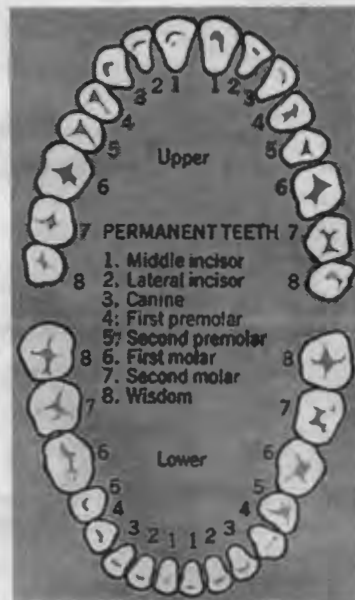 2 1 1 2
3 3
4 4
5 5
Upper
6 6
7 PERMANENT TEETH 7
1. Middle incisor
8 2. Lateral incisor 8
3. Canine
4: First premolar
5. Second premolar
8 6. First molar 8
7. Second molar
7 8. Wisdom 7
6 Lower 6
5 5
4 4
3 2 1 1 2 3